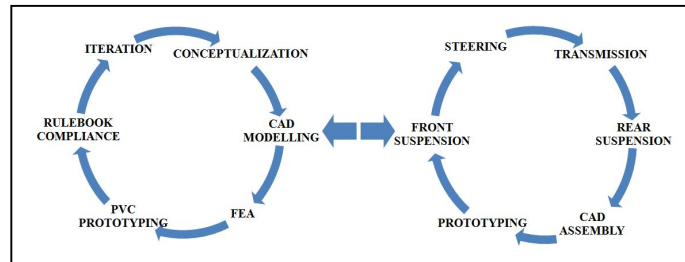 ITERATION
CONCEPTUALIZATION
CAD
MODELLING
FEA
PVC
PROTOTYPING
RULEBOOK
COMPLIANCE
STEERING
TRANSMISSION
REAR
SUSPENSION
CAD
ASSEMBLY
PROTOTYPING
FRONT
SUSPENSION